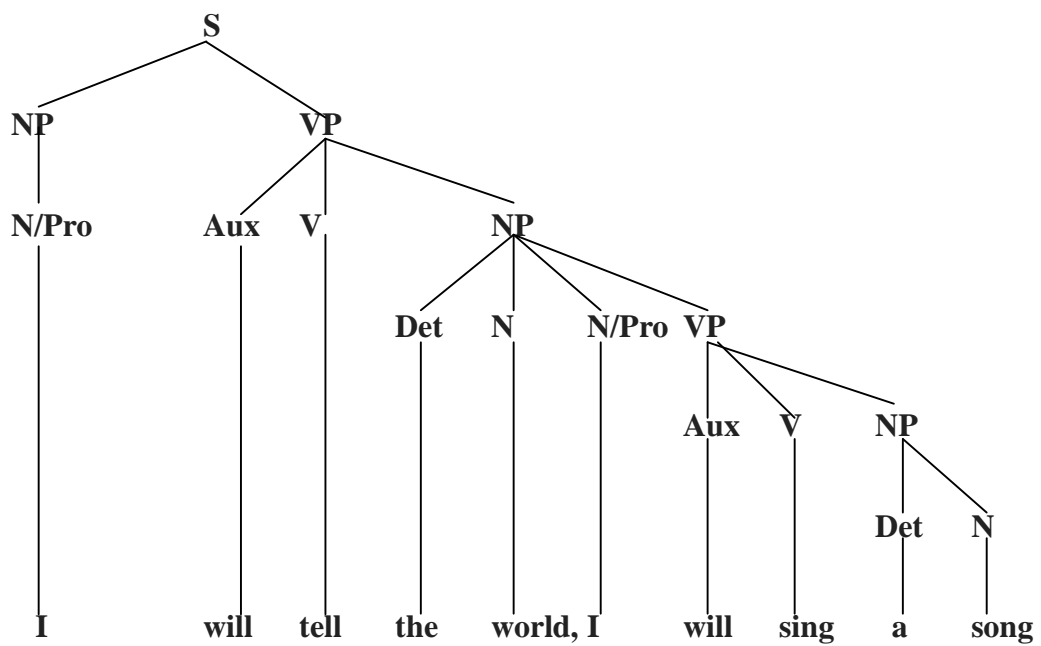 S
NP VP
N/Pro Aux V NP
Det N N/Pro VP
Aux V NP
Det N
I will tell the world, I will sing a song